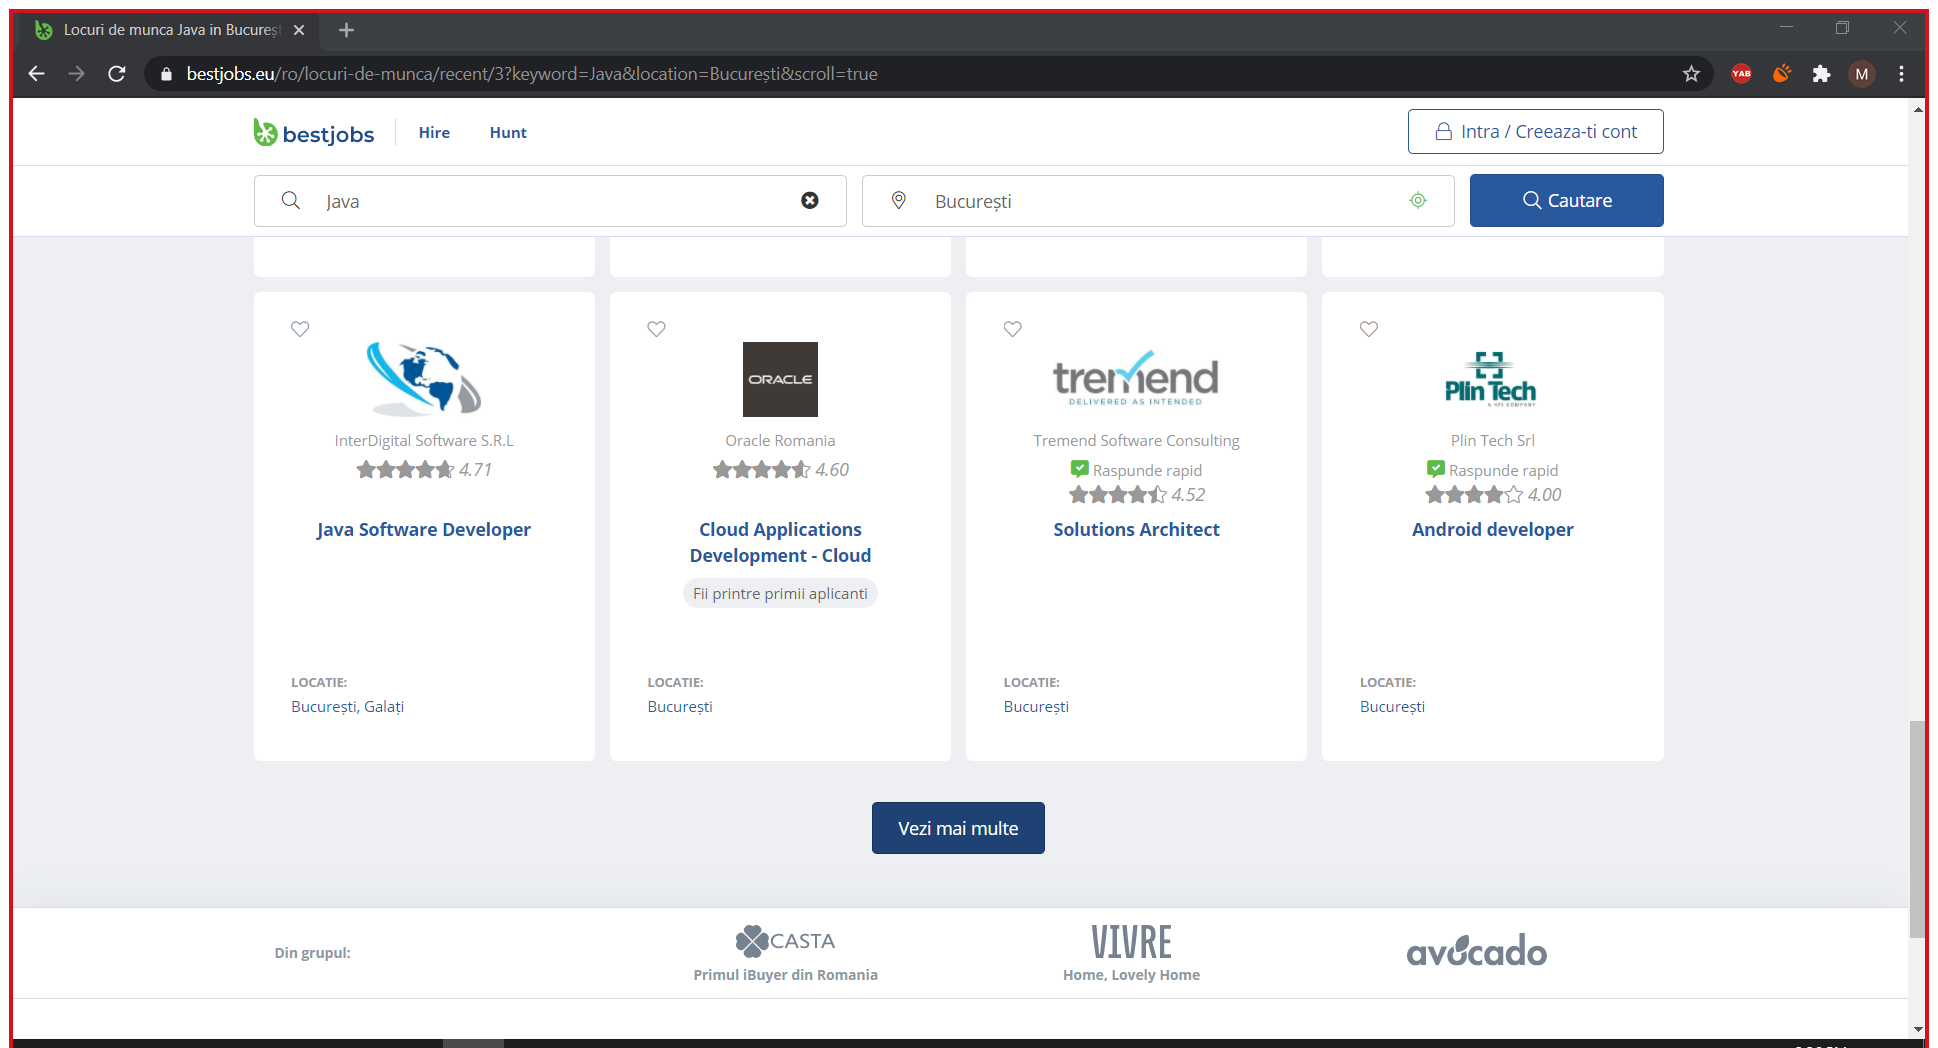 Locuri de munca Java in Bucureșt
bestjobs.eu/ro/locuri-de-munca/recent/3?keyword=Java&location=București&scroll=true
YAB
M
bestjobs
Hire
Hunt
Intra / Creeaza-ti cont
Java
București
Cautare
InterDigital Software S.R.L
4.71
Java Software Developer
LOCATIE:
București, Galați
ORACLE
Oracle Romania
4.60
Cloud Applications
Development - Cloud
Fii printre primii aplicanti
LOCATIE:
București
tremend
DELIVERED AS INTENDED
Tremend Software Consulting
Raspunde rapid
4.52
Solutions Architect
LOCATIE:
București
Plin Tech
Plin Tech Srl
Raspunde rapid
4.00
Android developer
LOCATIE:
București
Vezi mai multe
Din grupul:
CASTA
Primul iBuyer din Romania
VIVRE
Home, Lovely Home
avocado